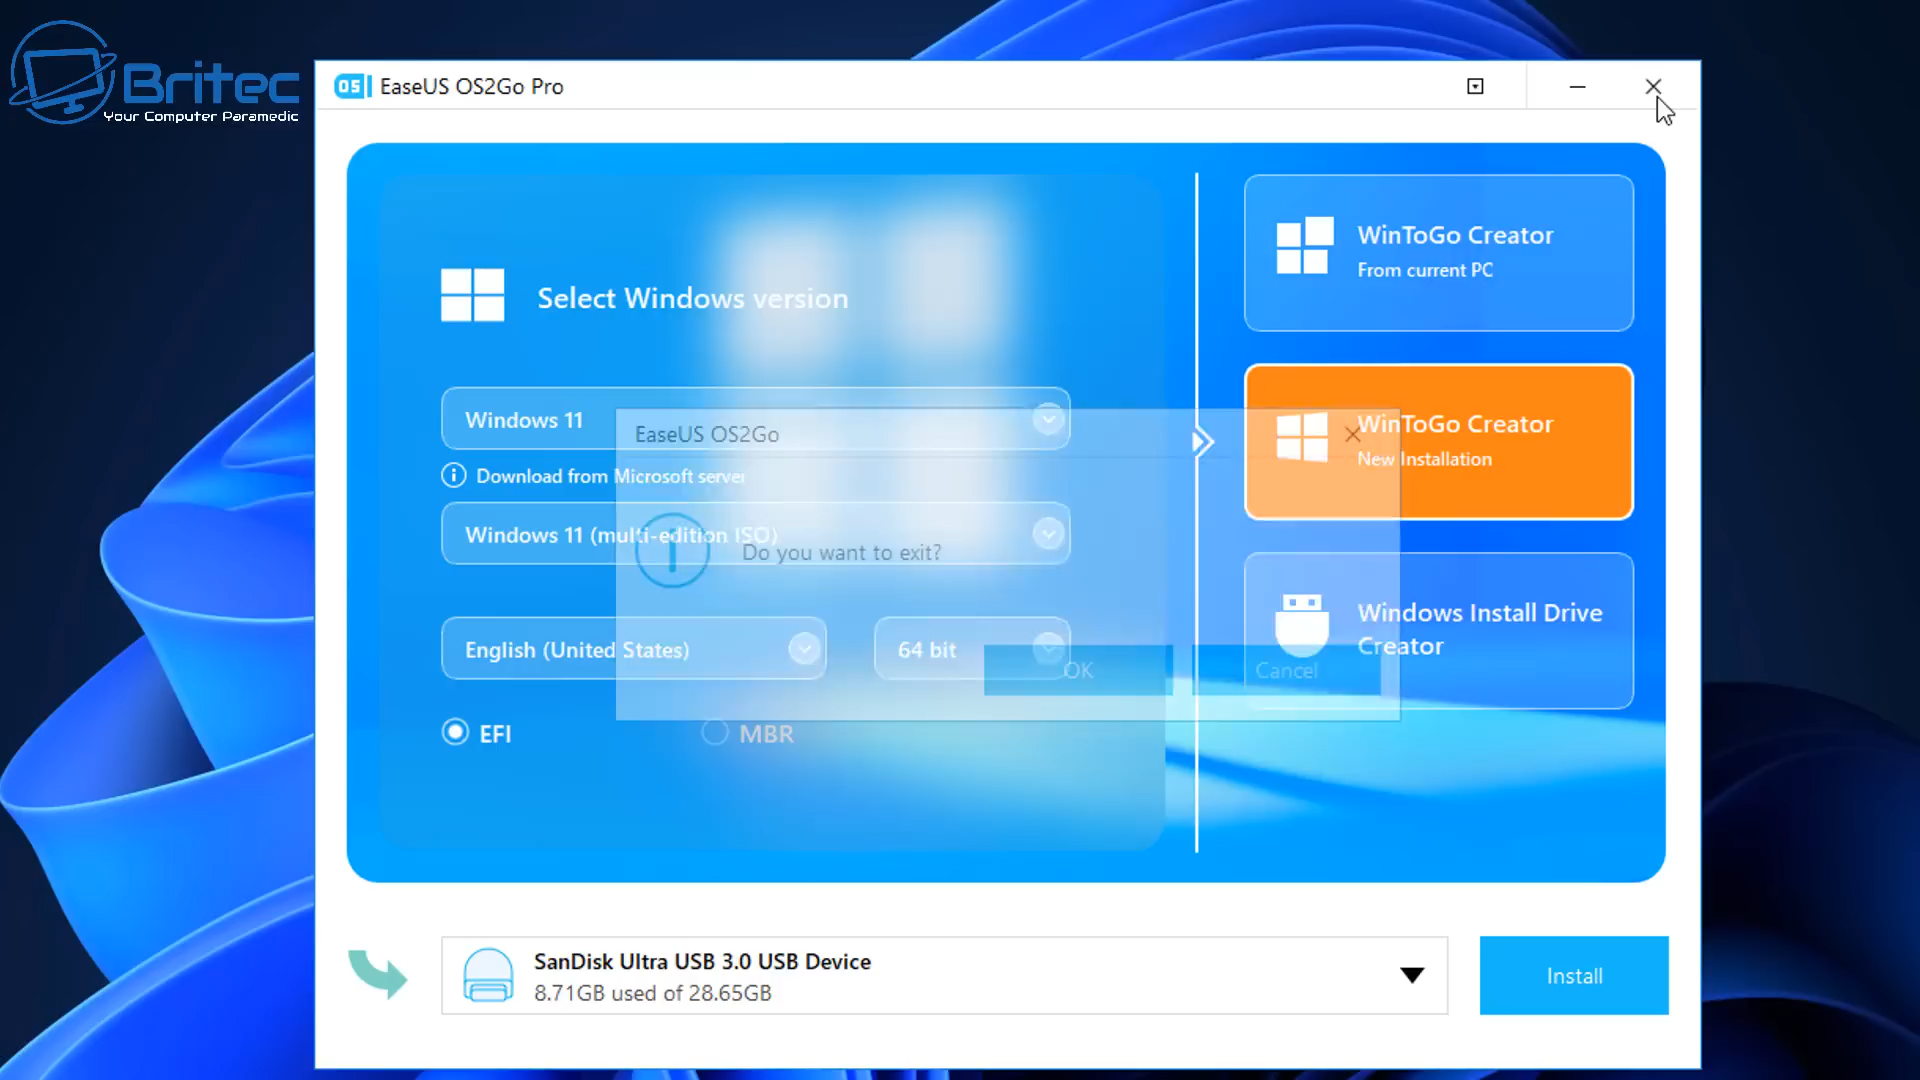 Britec
Your Computer Paramedic
OS EaseUS OS2Go Pro
Select Windows version
Windows 11
Download from Microsoft server
Windows 11 (multi-edition ISO)
English (United States)
64 bit
EFI
MBR
EaseUS OS2Go
Do you want to exit?
OK
Cancel
WinToGo Creator
From current PC
WinToGo Creator
New Installation
Windows Install Drive
Creator
SanDisk Ultra USB 3.0 USB Device
8.71GB used of 28.65GB
Install